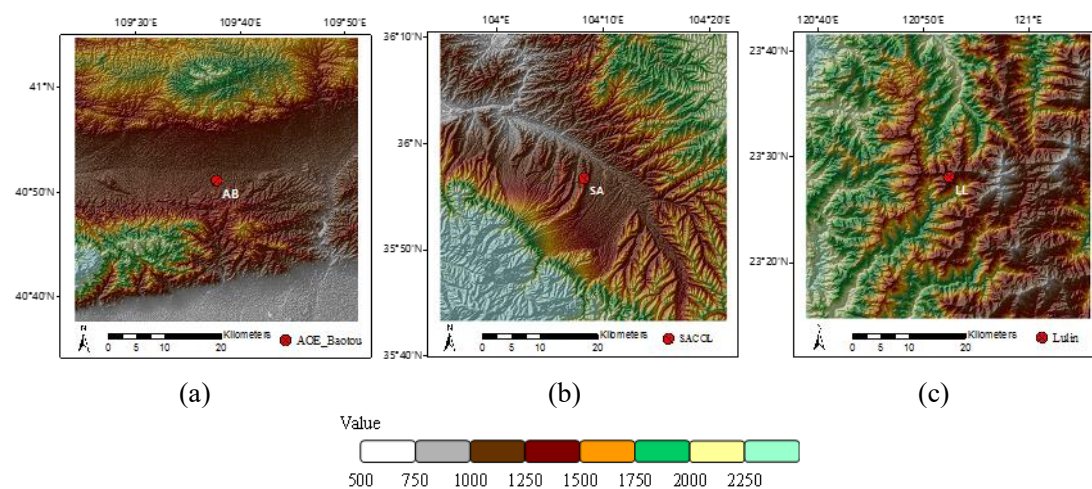 109°30'E 109°40'E 109°50'E
41°N
40°50'N
40°40'N
AB
N
Kilometers
0 5 10 20
AOE_Baotou
(a)
104°E 104°10'E 104°20'E
36°10'N
36°N
35°50'N
35°40'N
SA
N
Kilometers
0 5 10 20
SACOL
(b)
120°40'E 120°50'E 121°E
23°40'N
23°30'N
23°20'N
LL
Kilometers
0 5 10 20
Lulin
(c)
Value
500 750 1000 1250 1500 1750 2000 2250